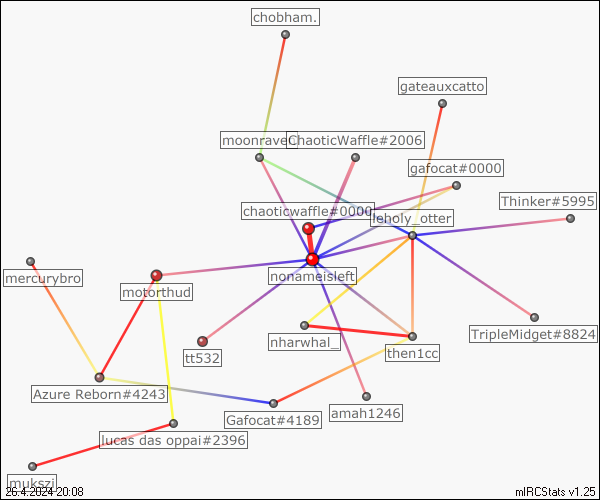 chobham.
gateauxcatto
ChaoticWaffle#2006
gafocat#0000
Thinker#5995
chaoticwaffle#0000
leholy_otter
nonameisleft
mercurybro
motorthud
TripleMidget#8824
nharwhal_
then1cc
tt532
Azure Reborn#4243
Gafocat#4189
amah1246
lucas das oppai#2396
mukszi
26.4.2024 20:08
mIRCStats v1.25